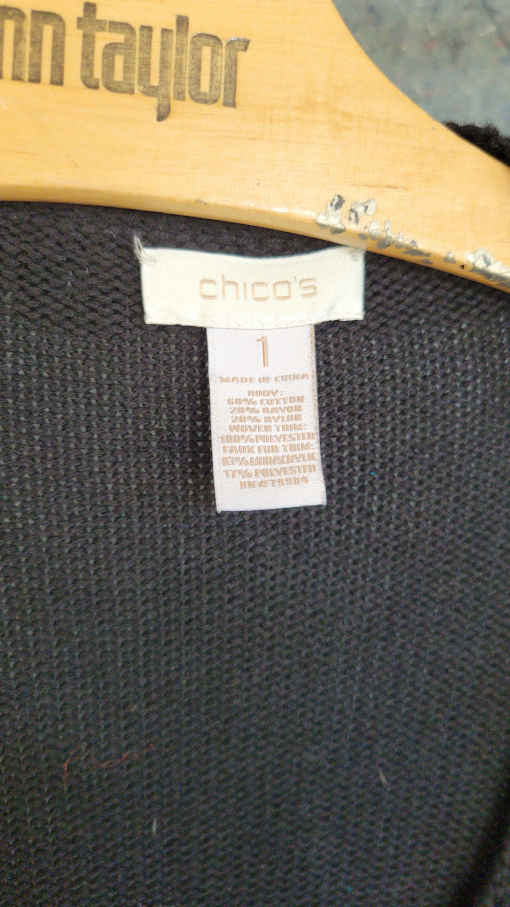 nn taylor
chico's
1
MADE IN CHINA
BODY:
60% COTTON
20% RAYON
20% NYLON
WOVEN TRIM:
100% POLYESTER
FAUX FUR TRIM:
83% MODACRYLIC
17% POLYESTER